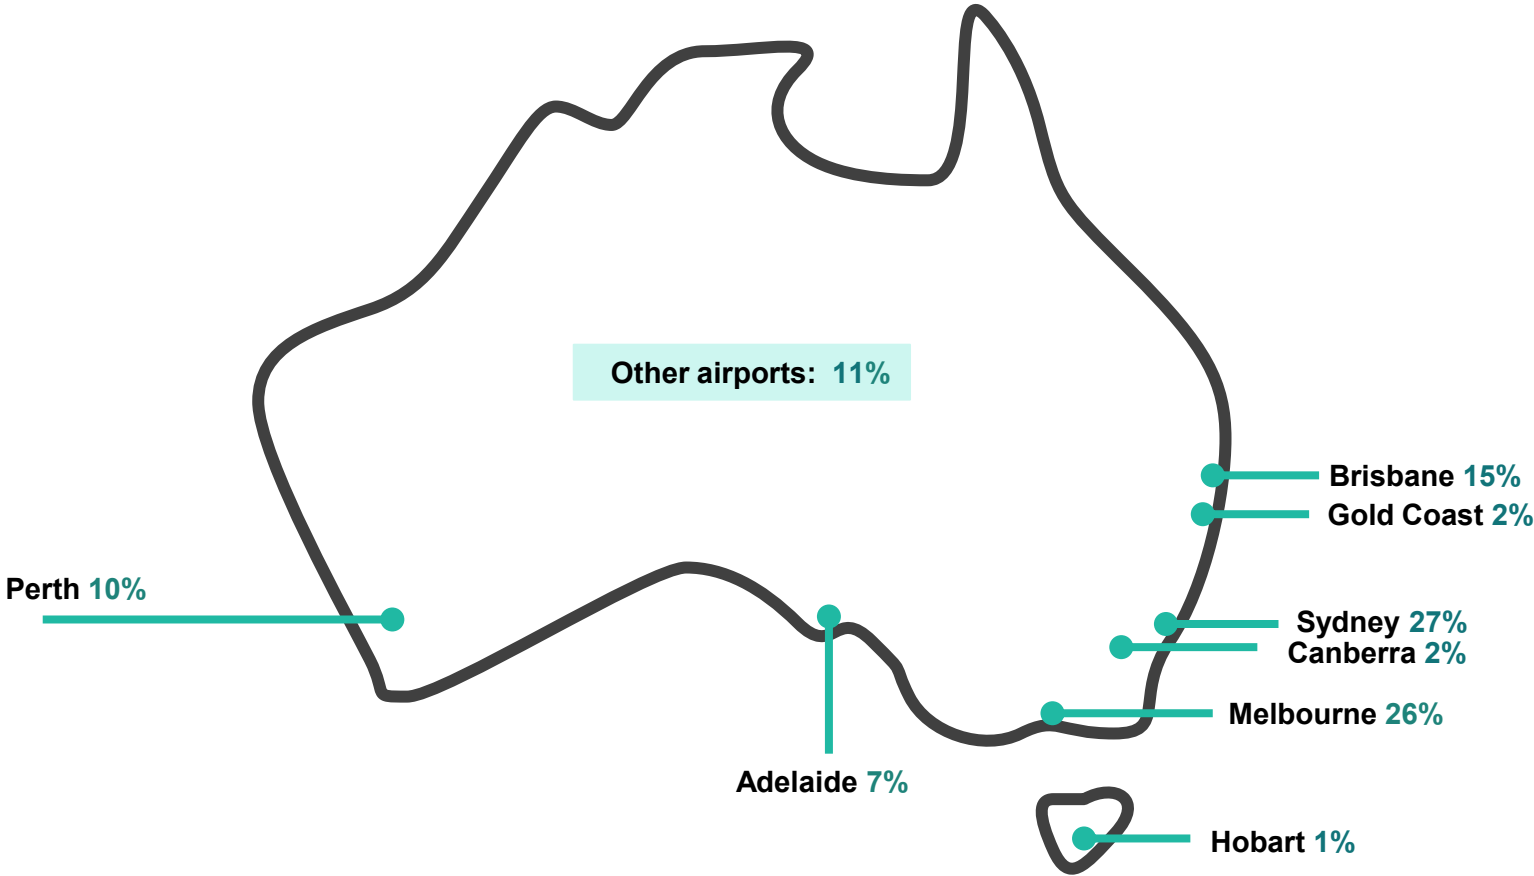 Other airports: 11%
Brisbane 15%
Gold Coast 2%
Perth 10%
Sydney 27%
Canberra 2%
Melbourne 26%
Adelaide 7%
Hobart 1%